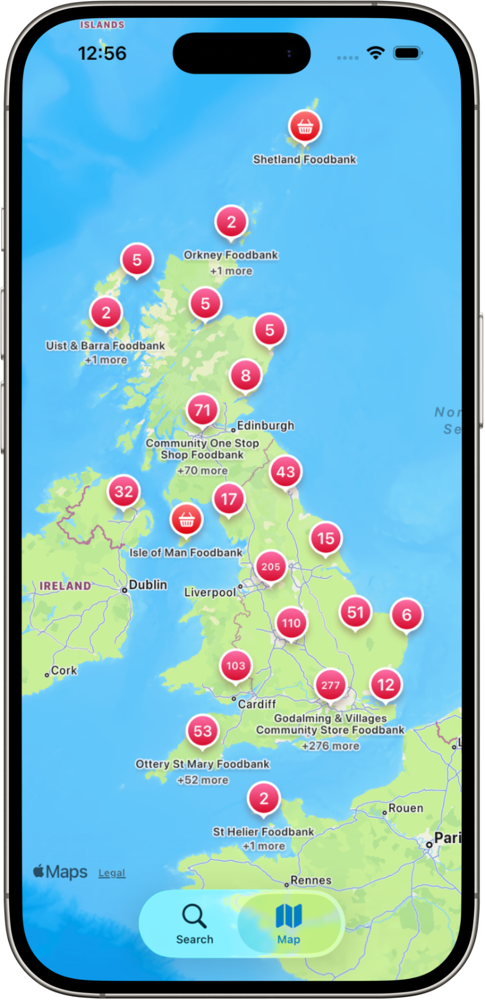 ISLANDS
12:56
Shetland Foodbank
2
Orkney Foodbank
+1 more
5
5
2
Uist & Barra Foodbank
+1 more
5
8
71
Edinburgh
Community One Stop
Shop Foodbank
+70 more
43
32
17
Isle of Man Foodbank
15
205
IRELAND
Dublin
Liverpool
51
6
110
Cork
103
Cardiff
277
12
Godalming & Villages
Community Store Foodbank
+276 more
53
Ottery St Mary Foodbank
+52 more
2
St Helier Foodbank
+1 more
Rouen
Pari
Maps
Legal
Rennes
Search
Map
Nor
Se
L